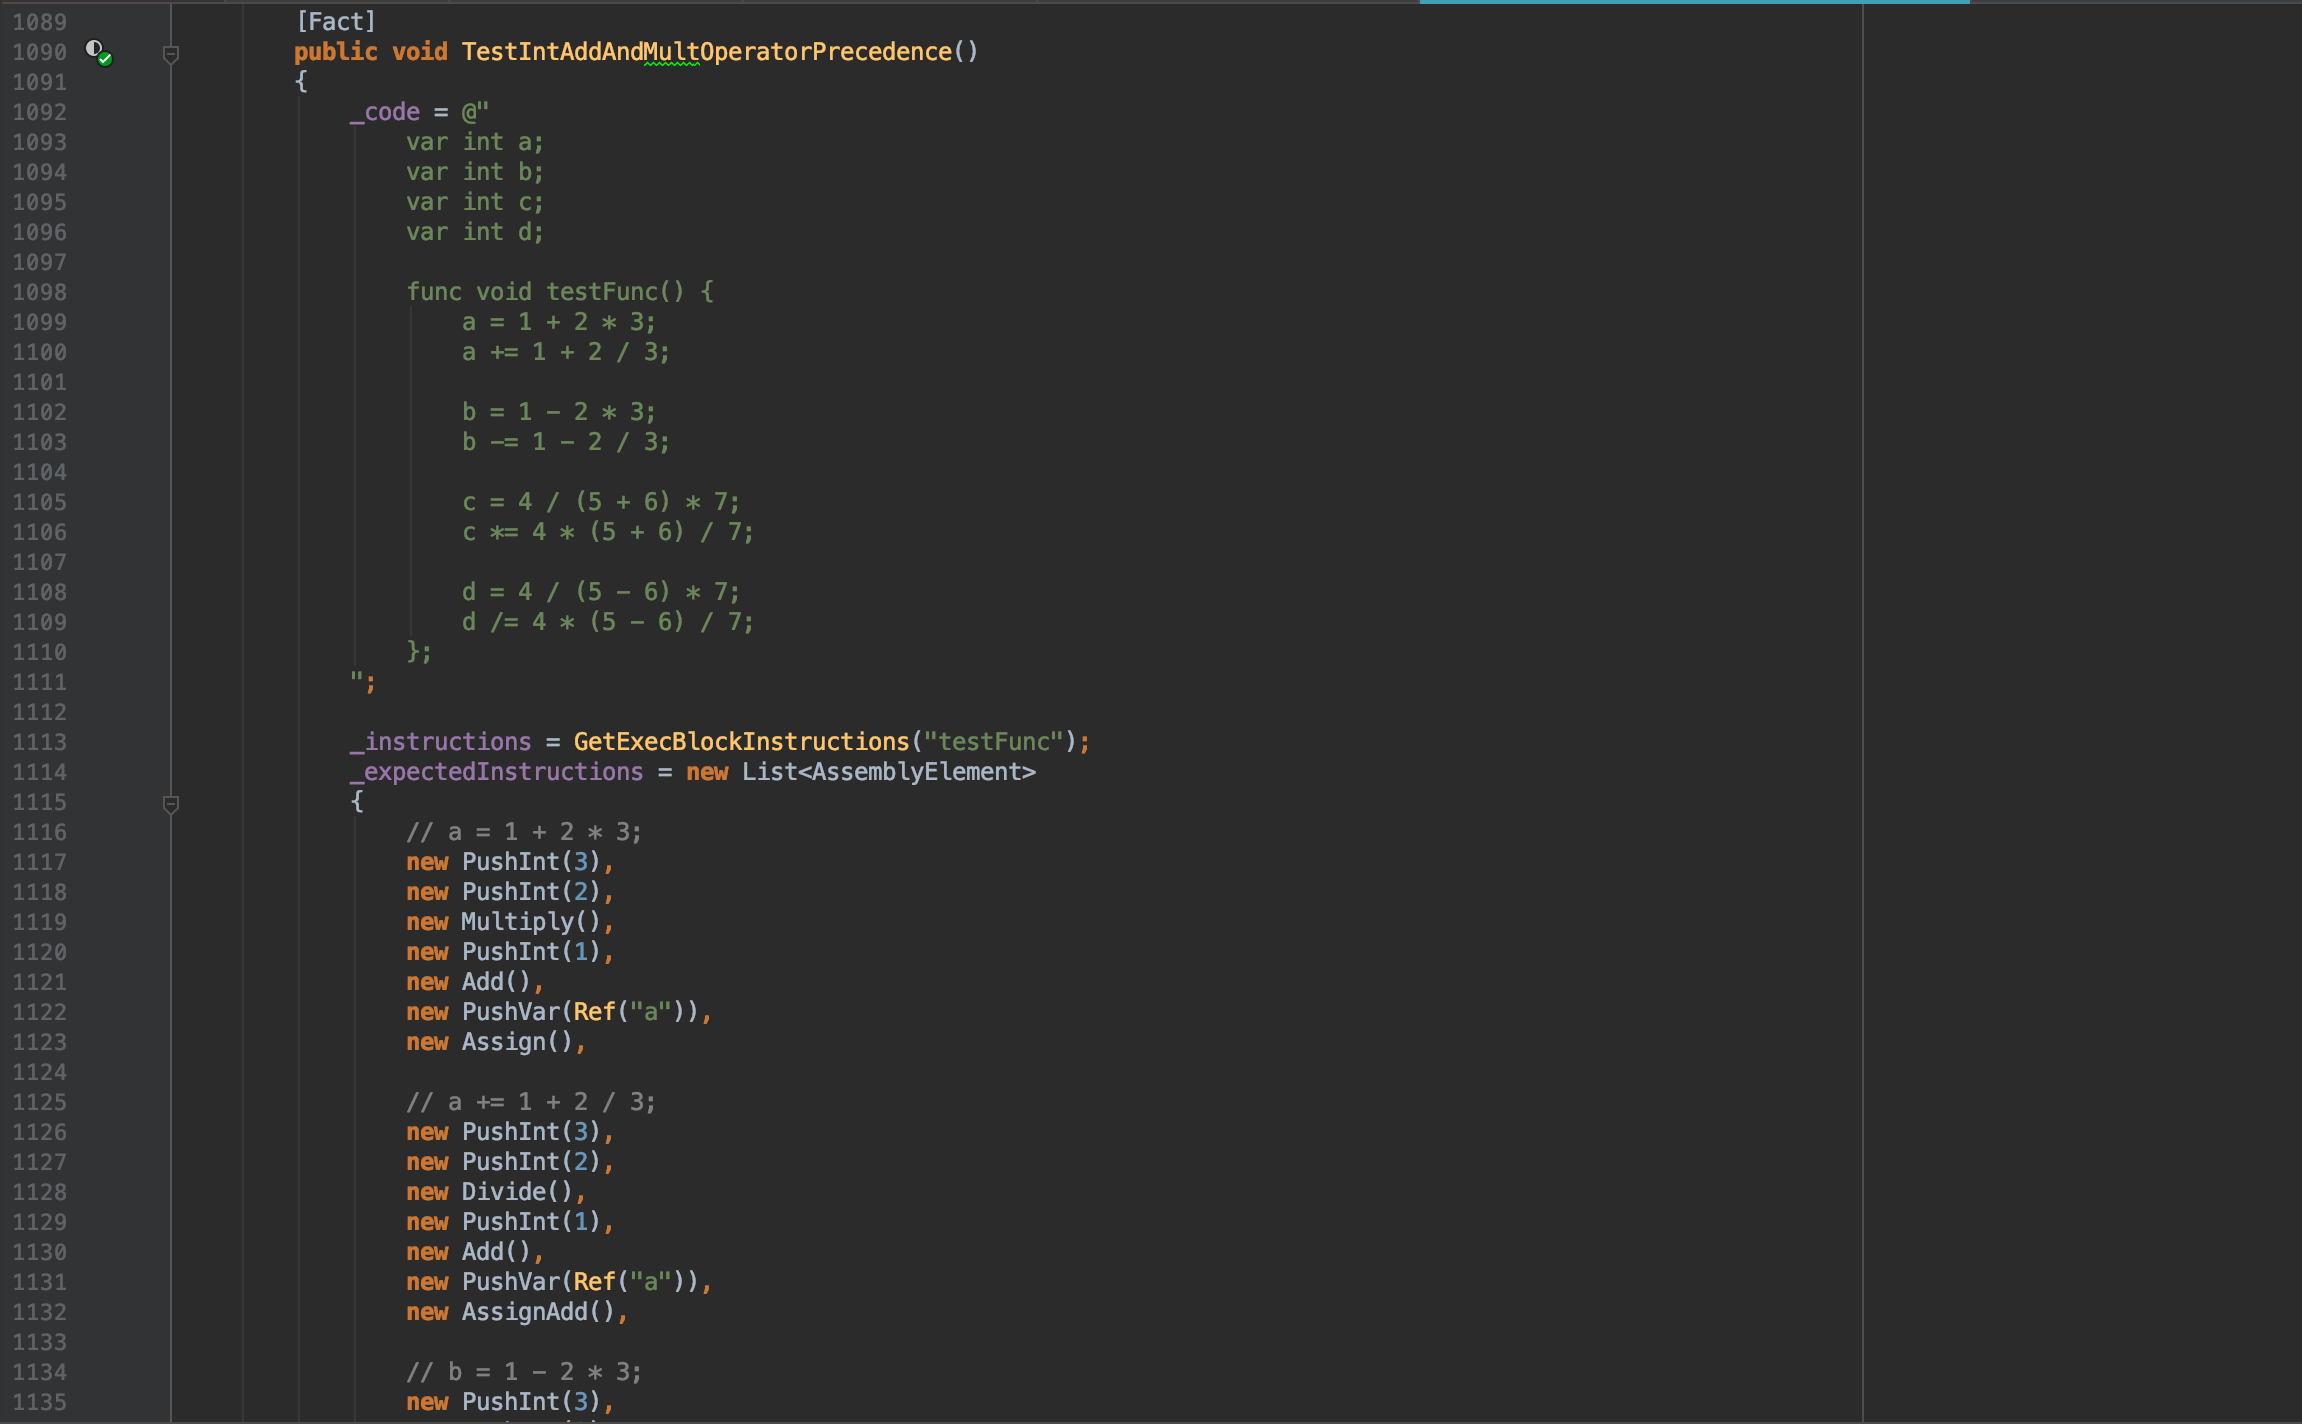 1089 [Fact]
1090 public void TestIntAddAndMultOperatorPrecedence()
1091 {
1092 _code = @"
1093 var int a;
1094 var int b;
1095 var int c;
1096 var int d;
1097
1098 func void testFunc() {
1099 a = 1 + 2 * 3;
1100 a += 1 + 2 / 3;
1101
1102 b = 1 - 2 * 3;
1103 b -= 1 - 2 / 3;
1104
1105 c = 4 / (5 + 6) * 7;
1106 c *= 4 * (5 + 6) / 7;
1107
1108 d = 4 / (5 - 6) * 7;
1109 d /= 4 * (5 - 6) / 7;
1110 };
1111 ";
1112
1113 _instructions = GetExecBlockInstructions("testFunc");
1114 _expectedInstructions = new List<AssemblyElement>
1115 {
1116 // a = 1 + 2 * 3;
1117 new PushInt(3),
1118 new PushInt(2),
1119 new Multiply(),
1120 new PushInt(1),
1121 new Add(),
1122 new PushVar(Ref("a")),
1123 new Assign(),
1124
1125 // a += 1 + 2 / 3;
1126 new PushInt(3),
1127 new PushInt(2),
1128 new Divide(),
1129 new PushInt(1),
1130 new Add(),
1131 new PushVar(Ref("a")),
1132 new AssignAdd(),
1133
1134 // b = 1 - 2 * 3;
1135 new PushInt(3),